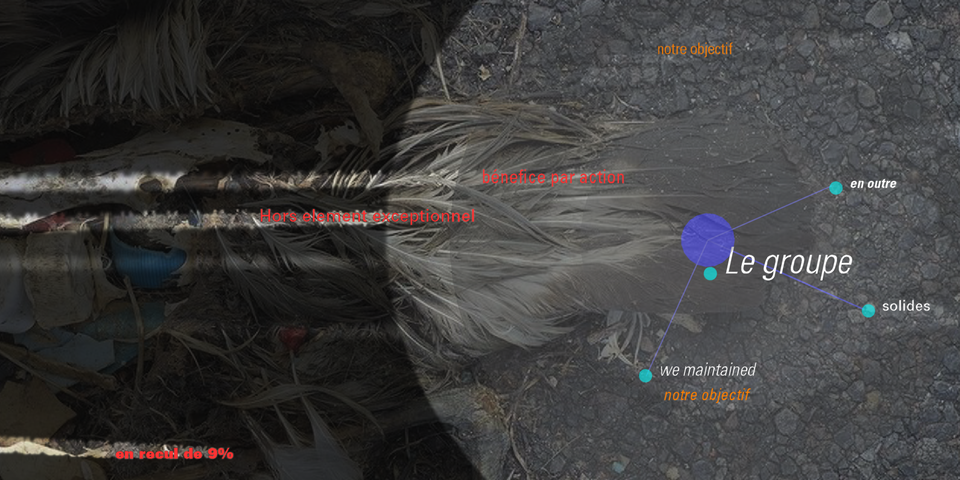 notre objectif
bénéfice par action
en outre
Hors élément exceptionnel
Le groupe
solides
we maintained
notre objectif
en recul de 9%